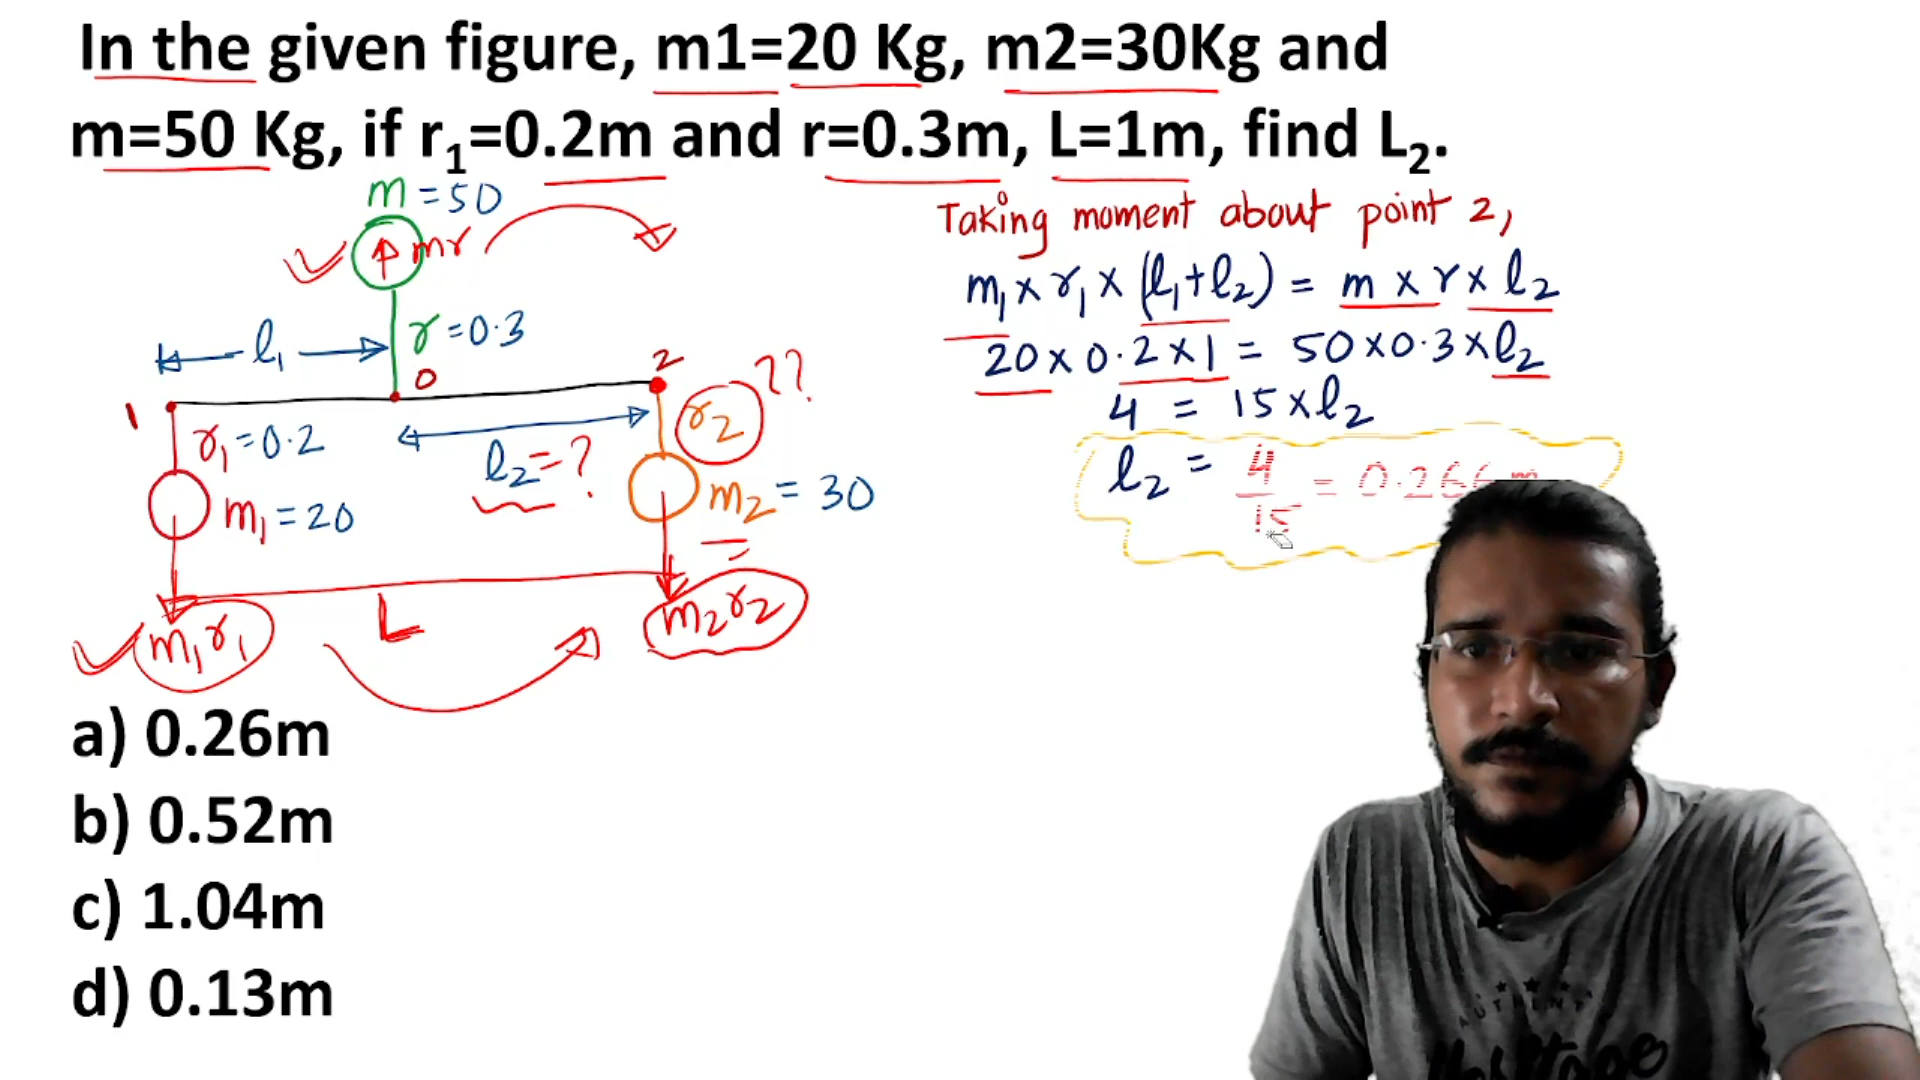 In the given figure, m1=20 Kg, m2=30Kg and
m=50 Kg, if r₁=0.2m and r=0.3m, L=1m, find L₂.
m = 50
mr
l₁
r = 0.3
1
0
2
r₁ = 0.2
r₂ ??
l₂ = ?
m₁ = 20
m₂ = 30
L
m₁r₁
m₂r₂
Taking moment about point 2,
m₁ × r₁ × (l₁+l₂) = m × r × l₂
20 × 0.2 × 1 = 50 × 0.3 × l₂
4 = 15 × l₂
l₂ = 4/15 = 0.266 m
a) 0.26m
b) 0.52m
c) 1.04m
d) 0.13m
AUTHENT